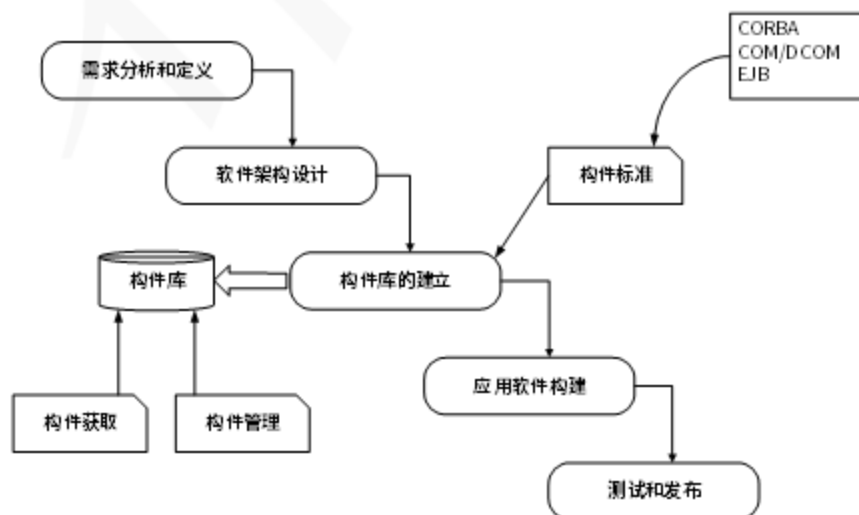 CORBA
COM/DCOM
EJB
需求分析和定义
软件架构设计
构件标准
构件库
构件库的建立
应用软件构建
构件获取
构件管理
测试和发布